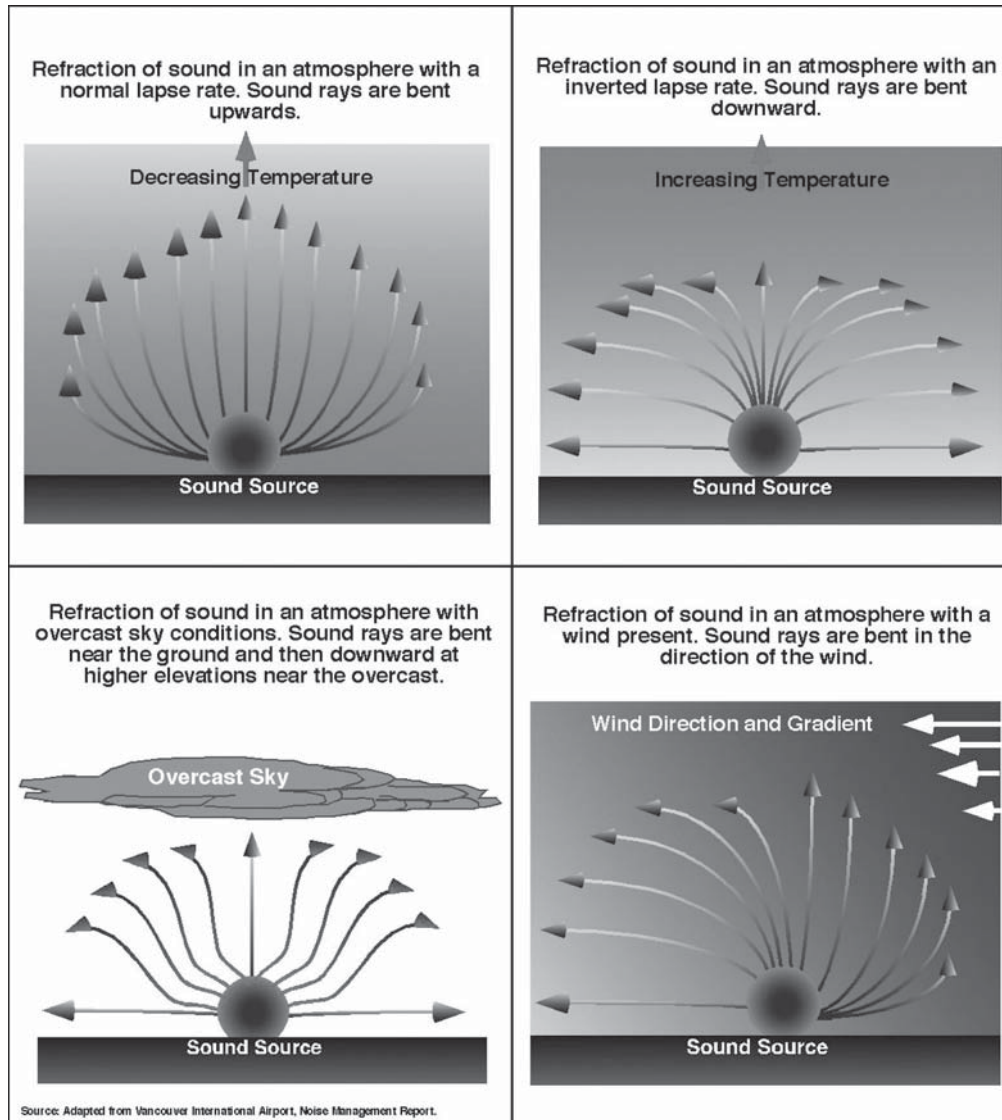 Refraction of sound in an atmosphere with a
normal lapse rate. Sound rays are bent
upwards.
Decreasing Temperature
Sound Source
Refraction of sound in an atmosphere with an
inverted lapse rate. Sound rays are bent
downward.
Increasing Temperature
Sound Source
Refraction of sound in an atmosphere with
overcast sky conditions. Sound rays are bent
near the ground and then downward at
higher elevations near the overcast.
Overcast Sky
Sound Source
Source: Adapted from Vancouver International Airport, Noise Management Report.
Refraction of sound in an atmosphere with a
wind present. Sound rays are bent in the
direction of the wind.
Wind Direction and Gradient
Sound Source